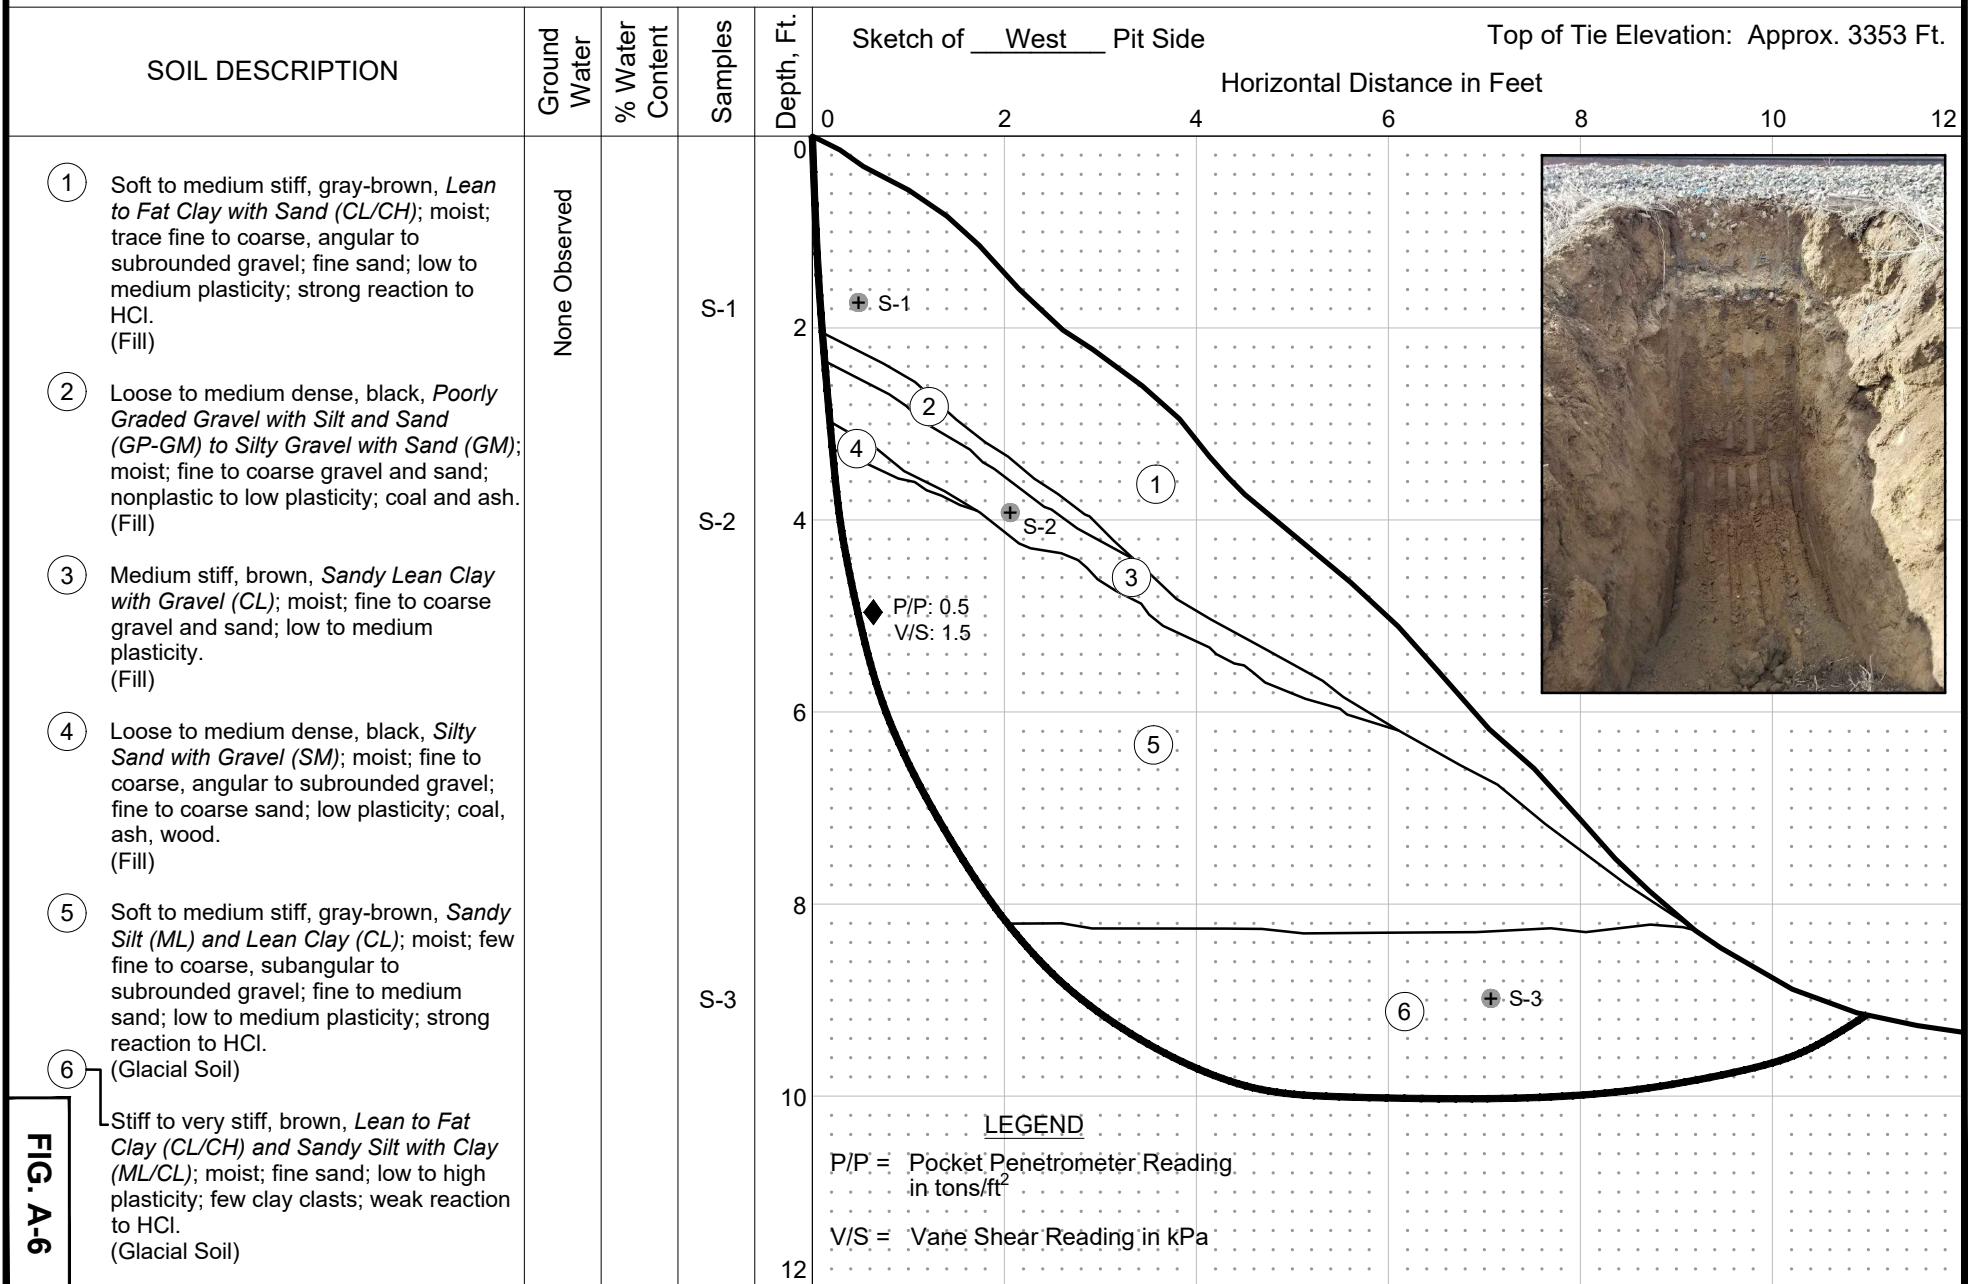 SOIL DESCRIPTION
Ground
Water
% Water
Content
Samples
Depth, Ft.
Sketch of West Pit Side
Top of Tie Elevation: Approx. 3353 Ft.
Horizontal Distance in Feet
0 2 4 6 8 10 12
1
Soft to medium stiff, gray-brown, Lean
to Fat Clay with Sand (CL/CH); moist;
trace fine to coarse, angular to
subrounded gravel; fine sand; low to
medium plasticity; strong reaction to
HCl.
(Fill)
2
Loose to medium dense, black, Poorly
Graded Gravel with Silt and Sand
(GP-GM) to Silty Gravel with Sand (GM);
moist; fine to coarse gravel and sand;
nonplastic to low plasticity; coal and ash.
(Fill)
3
Medium stiff, brown, Sandy Lean Clay
with Gravel (CL); moist; fine to coarse
gravel and sand; low to medium
plasticity.
(Fill)
4
Loose to medium dense, black, Silty
Sand with Gravel (SM); moist; fine to
coarse, angular to subrounded gravel;
fine to coarse sand; low plasticity; coal,
ash, wood.
(Fill)
5
Soft to medium stiff, gray-brown, Sandy
Silt (ML) and Lean Clay (CL); moist; few
fine to coarse, subangular to
subrounded gravel; fine to medium
sand; low to medium plasticity; strong
reaction to HCl.
(Glacial Soil)
6
Stiff to very stiff, brown, Lean to Fat
Clay (CL/CH) and Sandy Silt with Clay
(ML/CL); moist; fine sand; low to high
plasticity; few clay clasts; weak reaction
to HCl.
(Glacial Soil)
FIG. A-6
None Observed
S-1
S-2
S-3
0
2
4
6
8
10
12
S-1
2
4
1
S-2
3
P/P: 0.5
V/S: 1.5
5
6
S-3
LEGEND
P/P = Pocket Penetrometer Reading
in tons/ft²
V/S = Vane Shear Reading in kPa